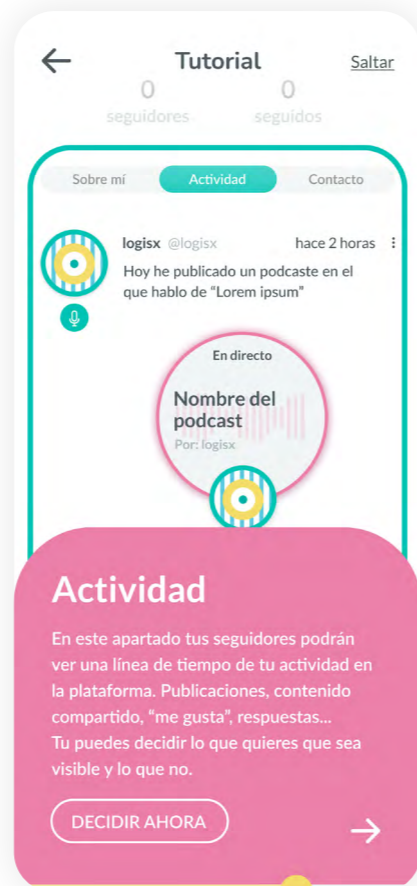 Tutorial
Saltar
0
0
seguidores
seguidos
Sobre mí
Actividad
Contacto
logisx @logisx
hace 2 horas
Hoy he publicado un podcaste en el
que hablo de “Lorem ipsum”
En directo
Nombre del
podcast
Por: logisx
Actividad
En este apartado tus seguidores podrán
ver una línea de tiempo de tu actividad en
la plataforma. Publicaciones, contenido
compartido, “me gusta”, respuestas...
Tu puedes decidir lo que quieres que sea
visible y lo que no.
DECIDIR AHORA